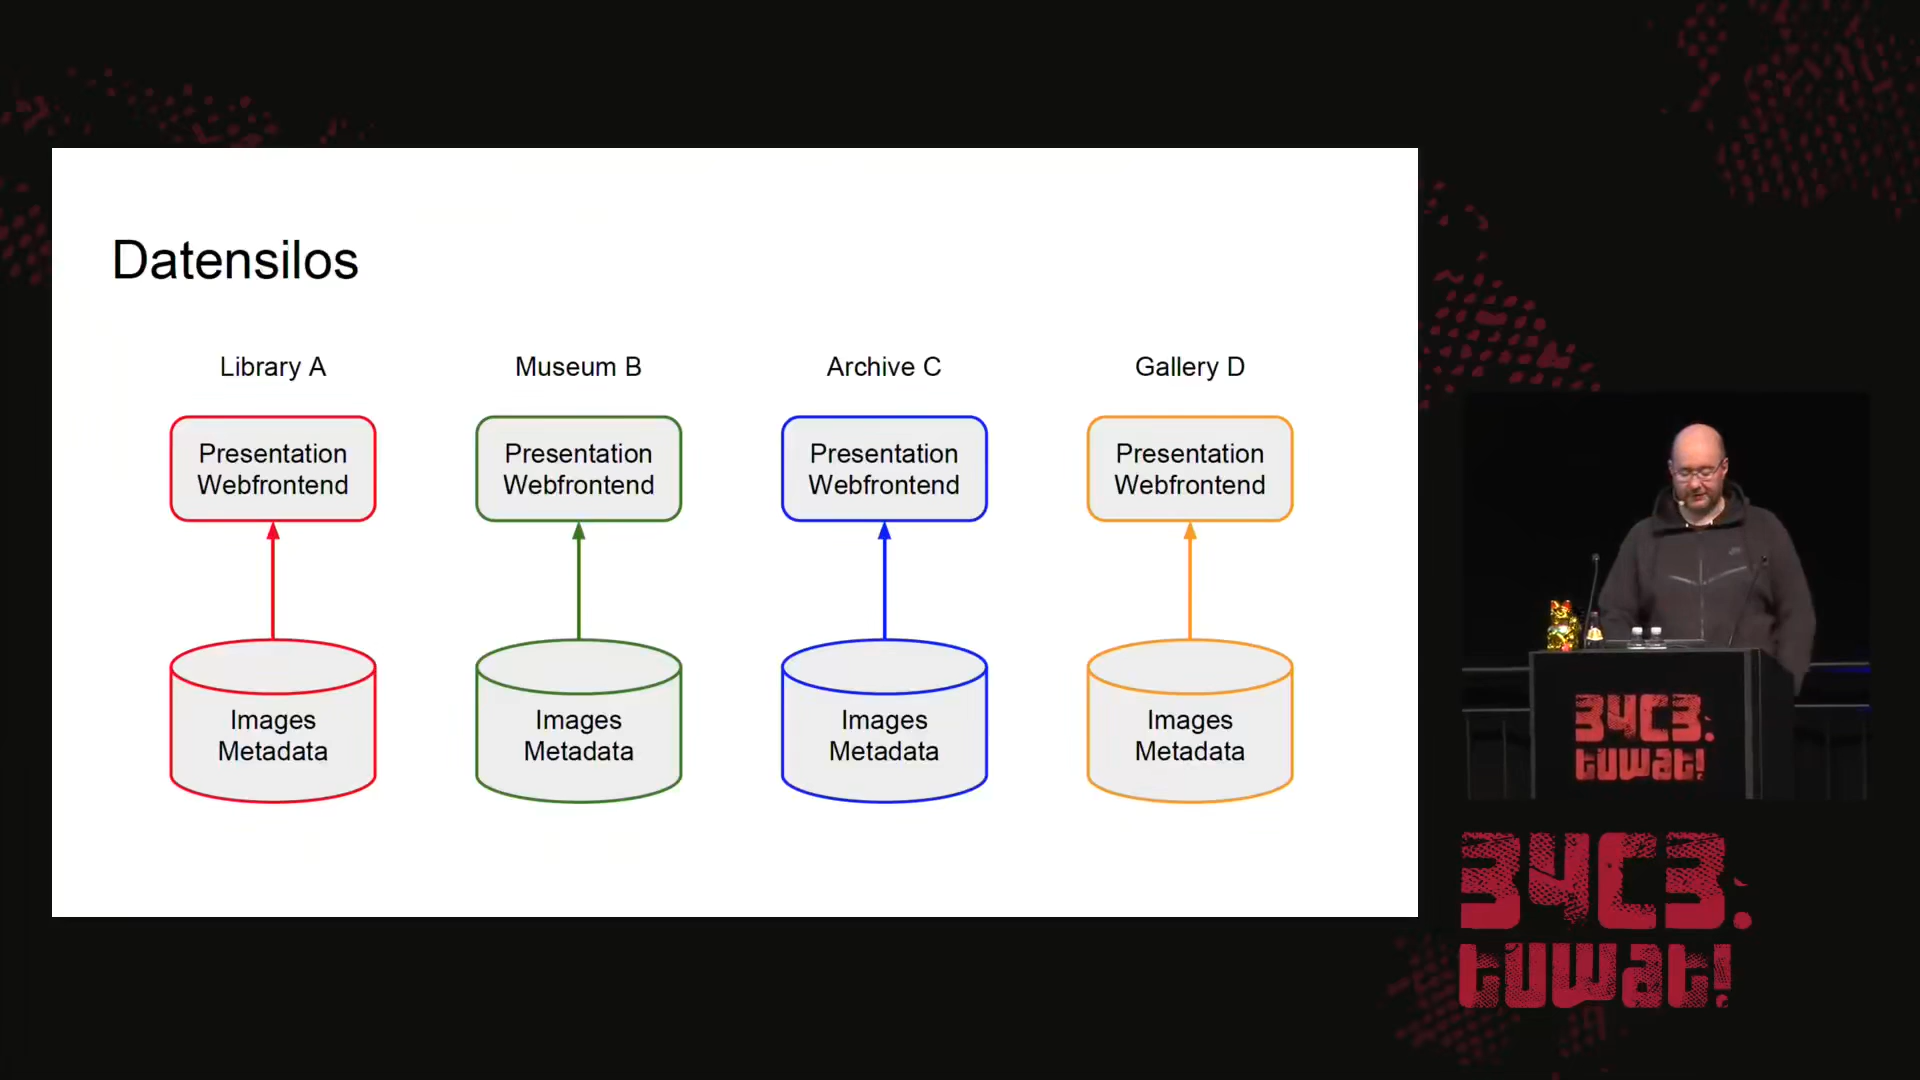 Datensilos
Library A
Museum B
Archive C
Gallery D
Presentation
Webfrontend
Presentation
Webfrontend
Presentation
Webfrontend
Presentation
Webfrontend
Images
Metadata
Images
Metadata
Images
Metadata
Images
Metadata
34C3.
tuwat!
34C3.
tuwat!